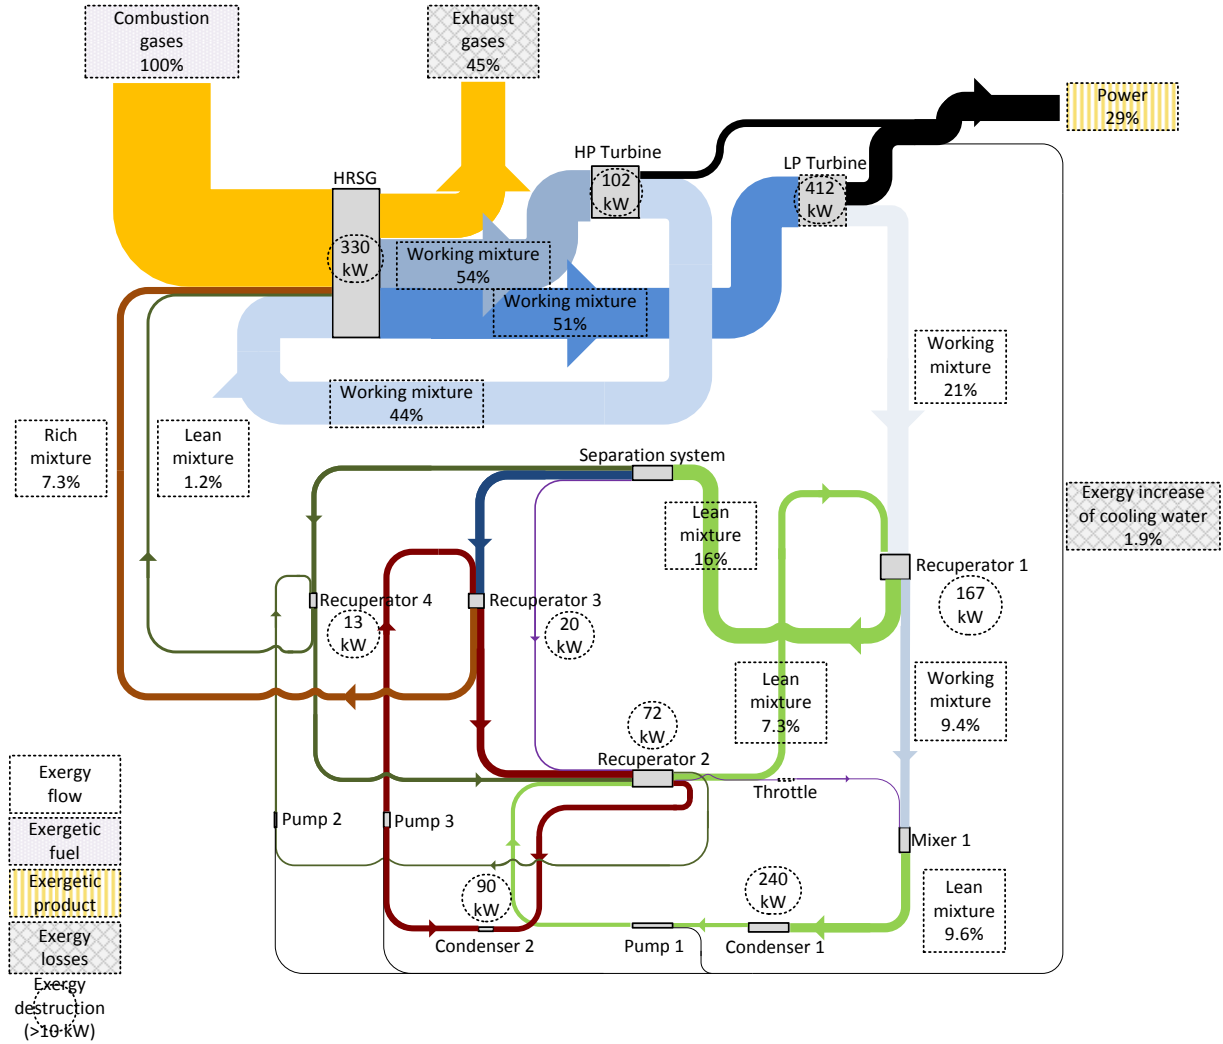 Combustion
gases
100%
Exhaust
gases
45%
Power
29%
HP Turbine
102
kW
LP Turbine
412
kW
HRSG
330
kW
Working mixture
54%
Working mixture
51%
Working mixture
44%
Working
mixture
21%
Rich
mixture
7.3%
Lean
mixture
1.2%
Separation system
Lean
mixture
16%
Exergy increase
of cooling water
1.9%
Recuperator 1
167
kW
Recuperator 4
13
kW
Recuperator 3
20
kW
Lean
mixture
7.3%
Working
mixture
9.4%
72
kW
Recuperator 2
Throttle
Exergy
flow
Exergetic
fuel
Exergetic
product
Exergy
losses
Exergy
destruction
(>10 kW)
Pump 2
Pump 3
Mixer 1
90
kW
Condenser 2
Pump 1
240
kW
Condenser 1
Lean
mixture
9.6%